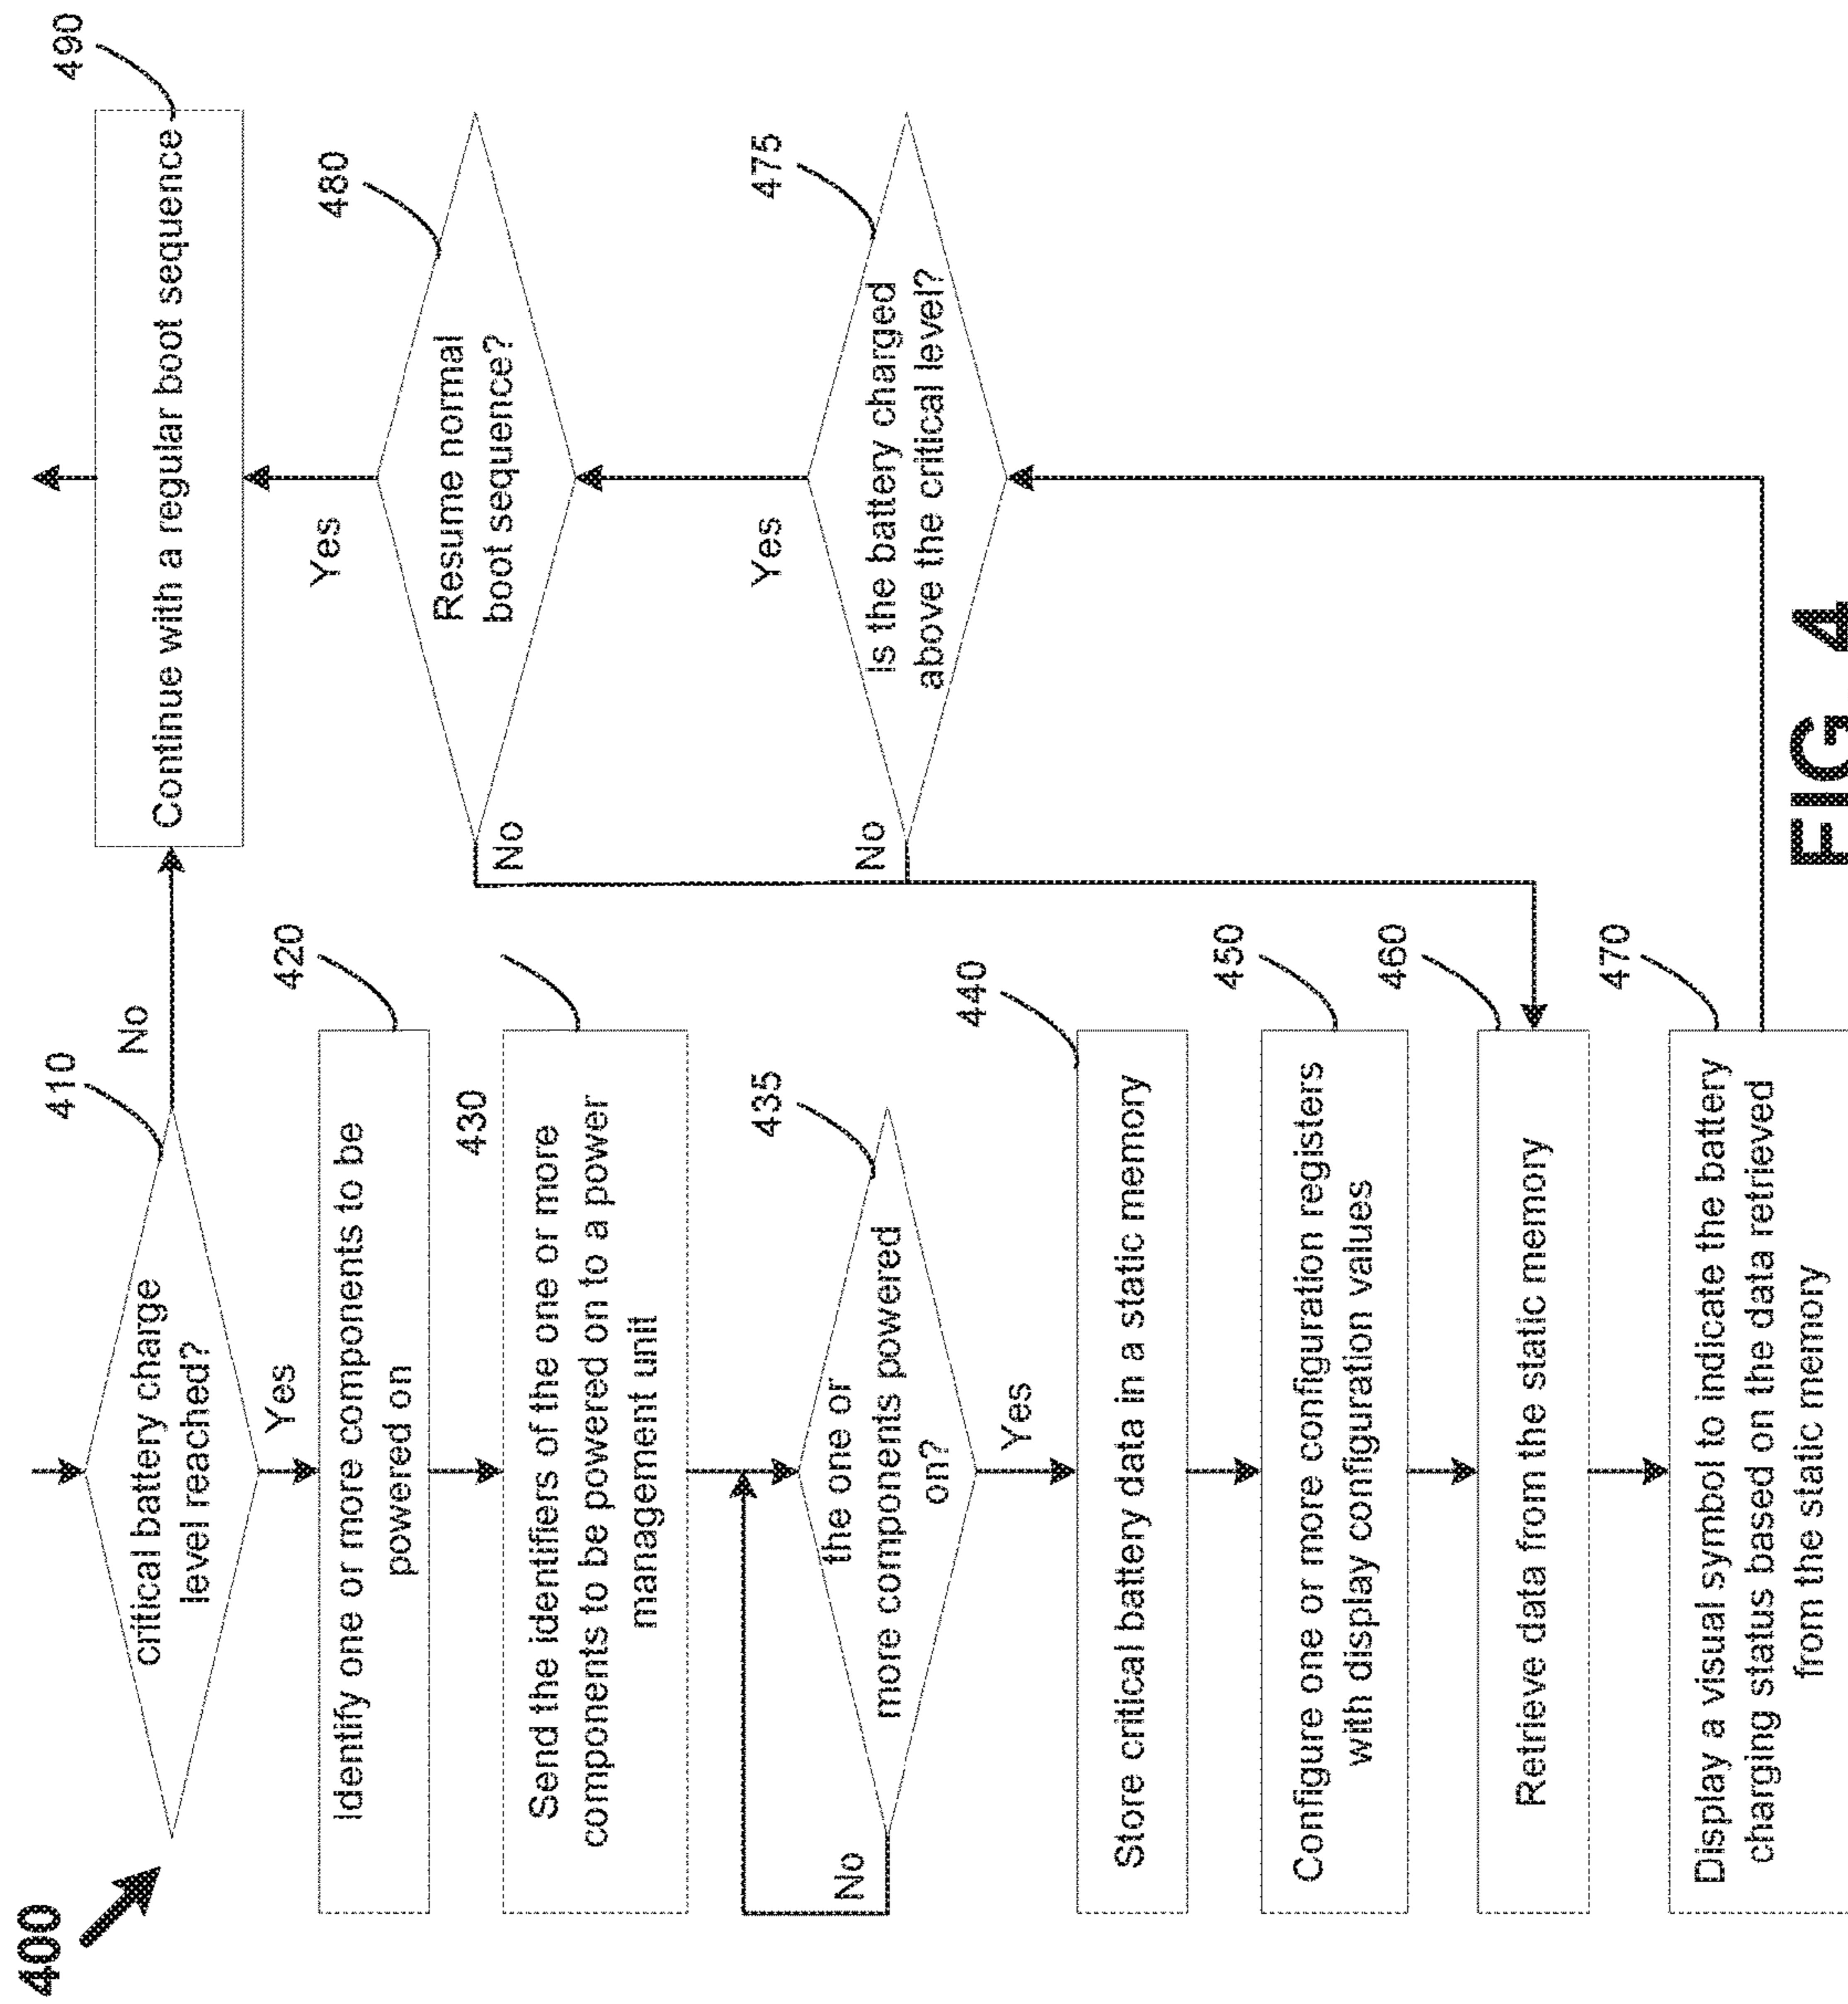 400
410
critical battery charge
level reached?
No
Yes
420
Identify one or more components to be
powered on
430
Send the identifiers of the one or more
components to be powered on to a power
management unit
435
the one or
more components powered
on?
No
Yes
440
Store critical battery data in a static memory
450
Configure one or more configuration registers
with display configuration values
460
Retrieve data from the static memory
470
Display a visual symbol to indicate the battery
charging status based on the data retrieved
from the static memory
490
Continue with a regular boot sequence
Yes
480
Resume normal
boot sequence?
No
Yes
475
Is the battery charged
above the critical level?
No
FIG 4